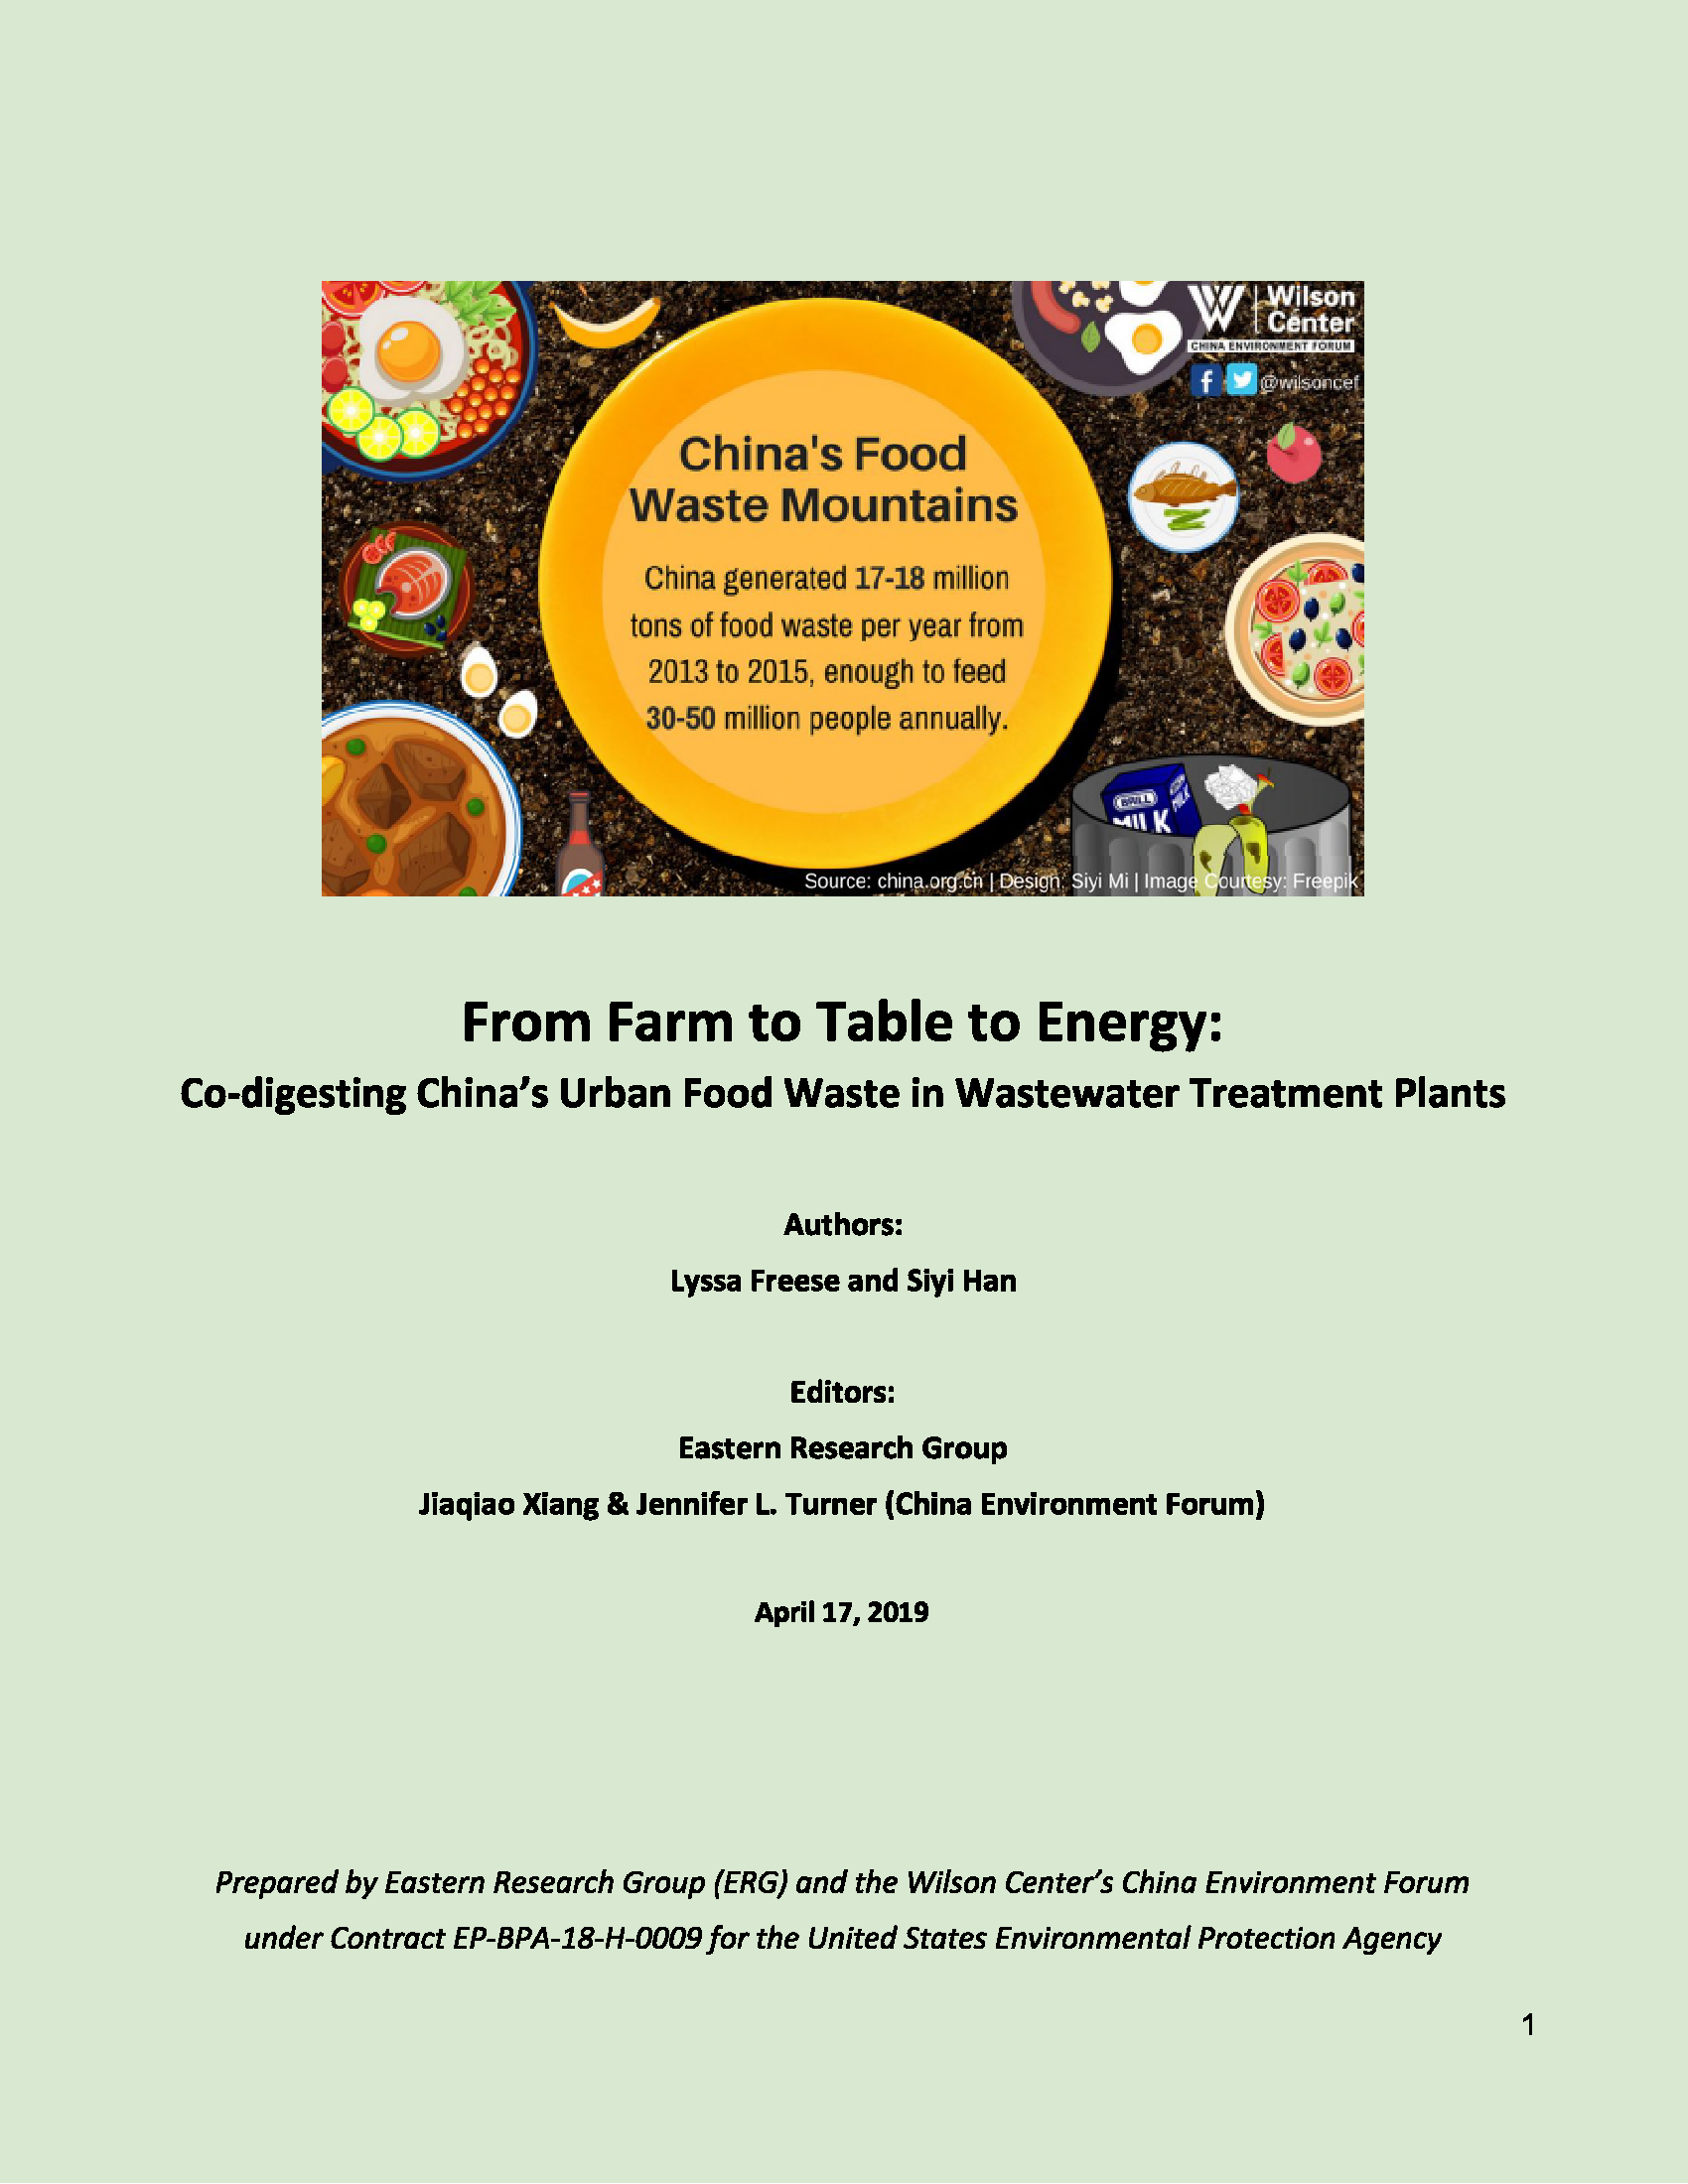 Wilson
Center
CHINA ENVIRONMENT FORUM
@wilsoncef
China's Food
Waste Mountains
China generated 17-18 million
tons of food waste per year from
2013 to 2015, enough to feed
30-50 million people annually.
BRILL
MILK
MILK
Source: china.org.cn | Design: Siyi Mi | Image Courtesy: Freepik
From Farm to Table to Energy:
Co-digesting China’s Urban Food Waste in Wastewater Treatment Plants
Authors:
Lyssa Freese and Siyi Han
Editors:
Eastern Research Group
Jiaqiao Xiang & Jennifer L. Turner (China Environment Forum)
April 17, 2019
Prepared by Eastern Research Group (ERG) and the Wilson Center’s China Environment Forum
under Contract EP-BPA-18-H-0009 for the United States Environmental Protection Agency
1